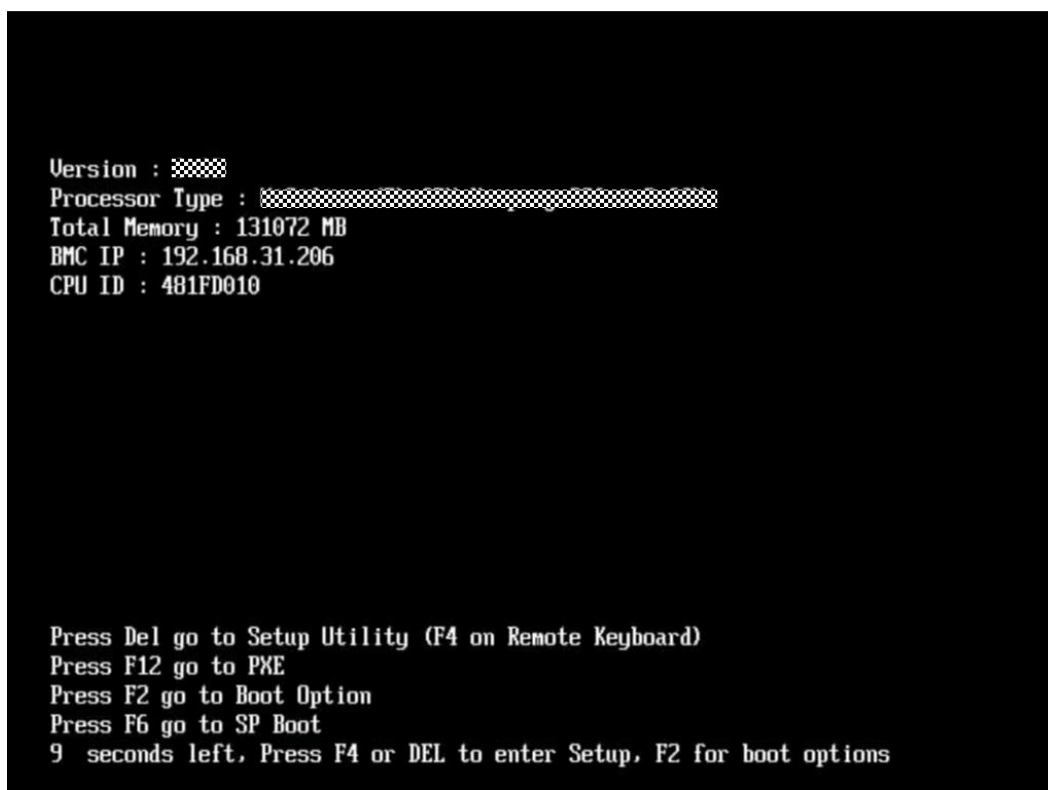 Version :
Processor Type :
Total Memory : 131072 MB
BMC IP : 192.168.31.206
CPU ID : 481FD010
Press Del go to Setup Utility (F4 on Remote Keyboard)
Press F12 go to PXE
Press F2 go to Boot Option
Press F6 go to SP Boot
9 seconds left, Press F4 or DEL to enter Setup, F2 for boot options